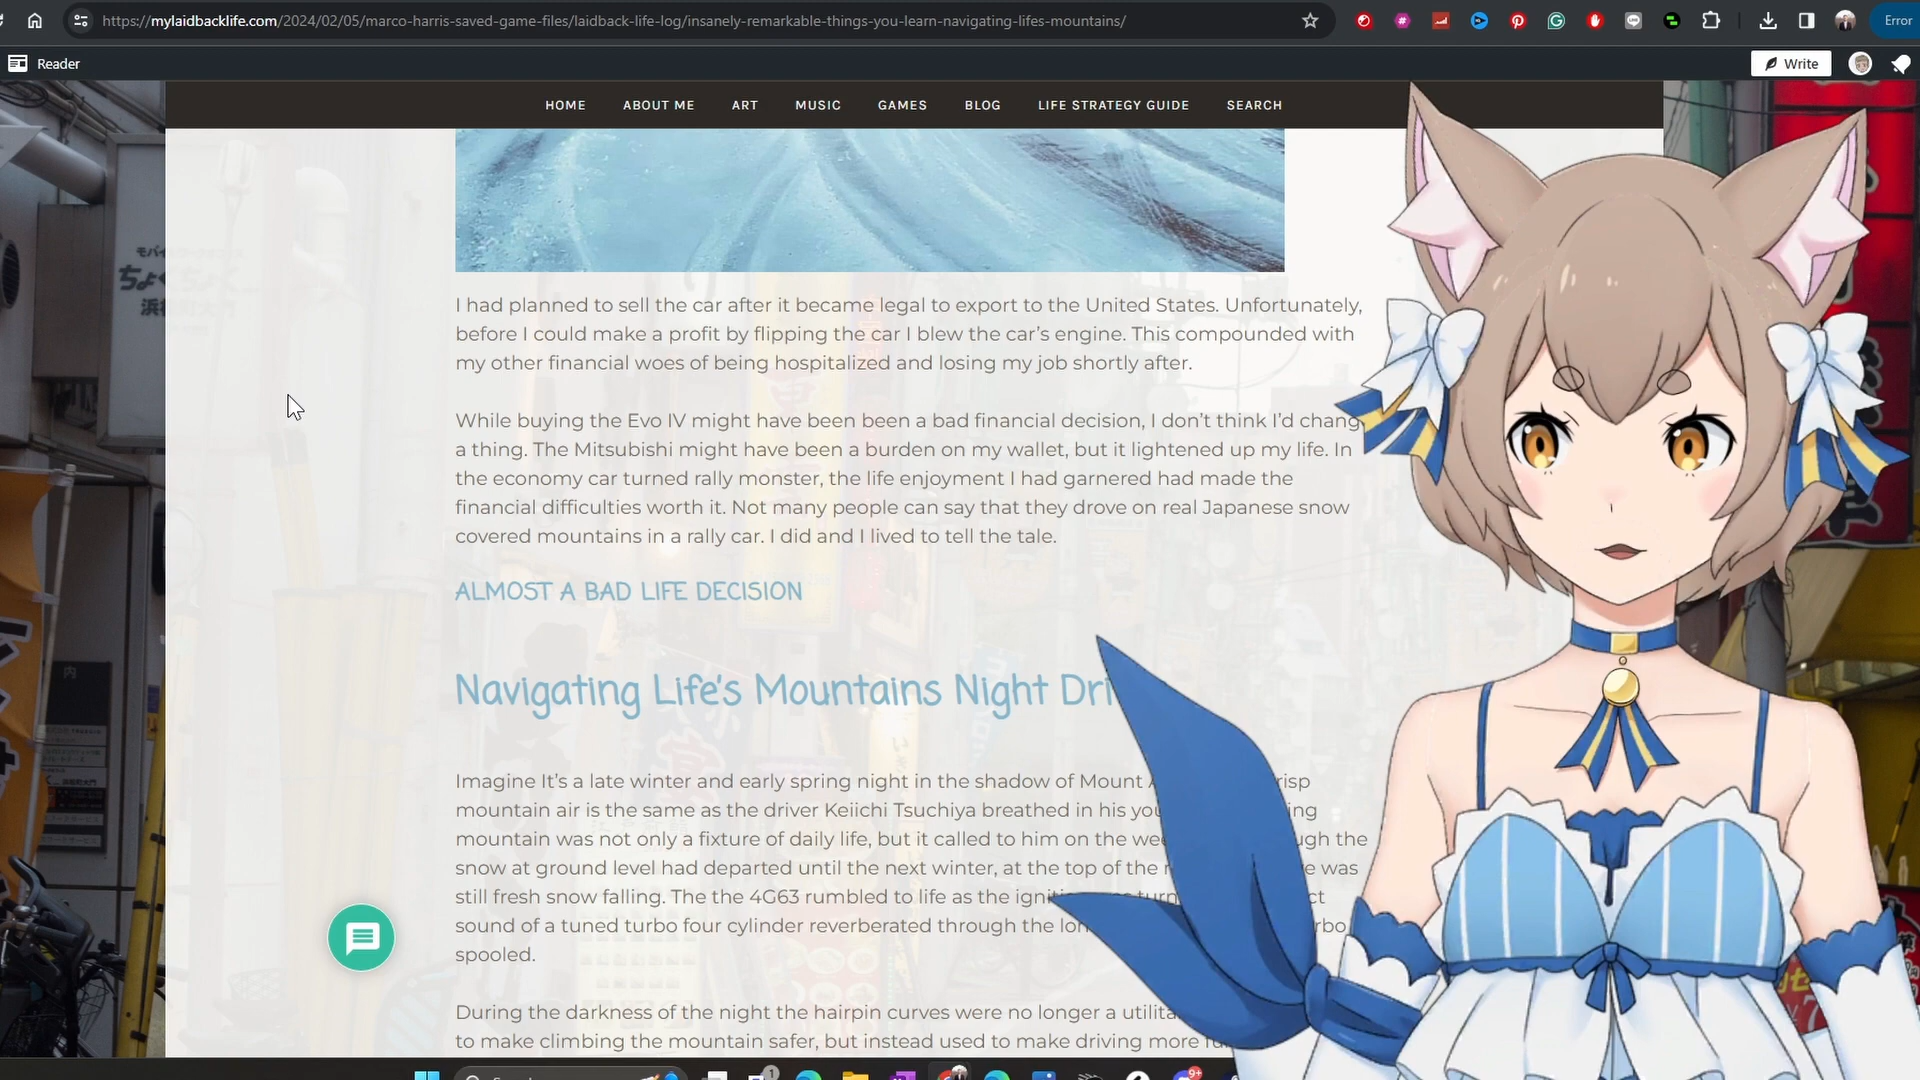 https://mylaidbacklife.com/2024/02/05/marco-harris-saved-game-files/laidback-life-log/insanely-remarkable-things-you-learn-navigating-lifes-mountains/
Error
Reader
Write
HOME ABOUT ME ART MUSIC GAMES BLOG LIFE STRATEGY GUIDE SEARCH
I had planned to sell the car after it became legal to export to the United States. Unfortunately,
before I could make a profit by flipping the car I blew the car's engine. This compounded with
my other financial woes of being hospitalized and losing my job shortly after.
While buying the Evo IV might have been been a bad financial decision, I don't think I'd chang
a thing. The Mitsubishi might have been a burden on my wallet, but it lightened up my life. In
the economy car turned rally monster, the life enjoyment I had garnered had made the
financial difficulties worth it. Not many people can say that they drove on real Japanese snow
covered mountains in a rally car. I did and I lived to tell the tale.
ALMOST A BAD LIFE DECISION
Navigating Life's Mountains Night Dri
Imagine It's a late winter and early spring night in the shadow of Mount risp
mountain air is the same as the driver Keiichi Tsuchiya breathed in his you ing
mountain was not only a fixture of daily life, but it called to him on the wee ugh the
snow at ground level had departed until the next winter, at the top of the e was
still fresh snow falling. The the 4G63 rumbled to life as the igniti turn ct
sound of a tuned turbo four cylinder reverberated through the lon rbo
spooled.
During the darkness of the night the hairpin curves were no longer a utilita
to make climbing the mountain safer, but instead used to make driving more fu